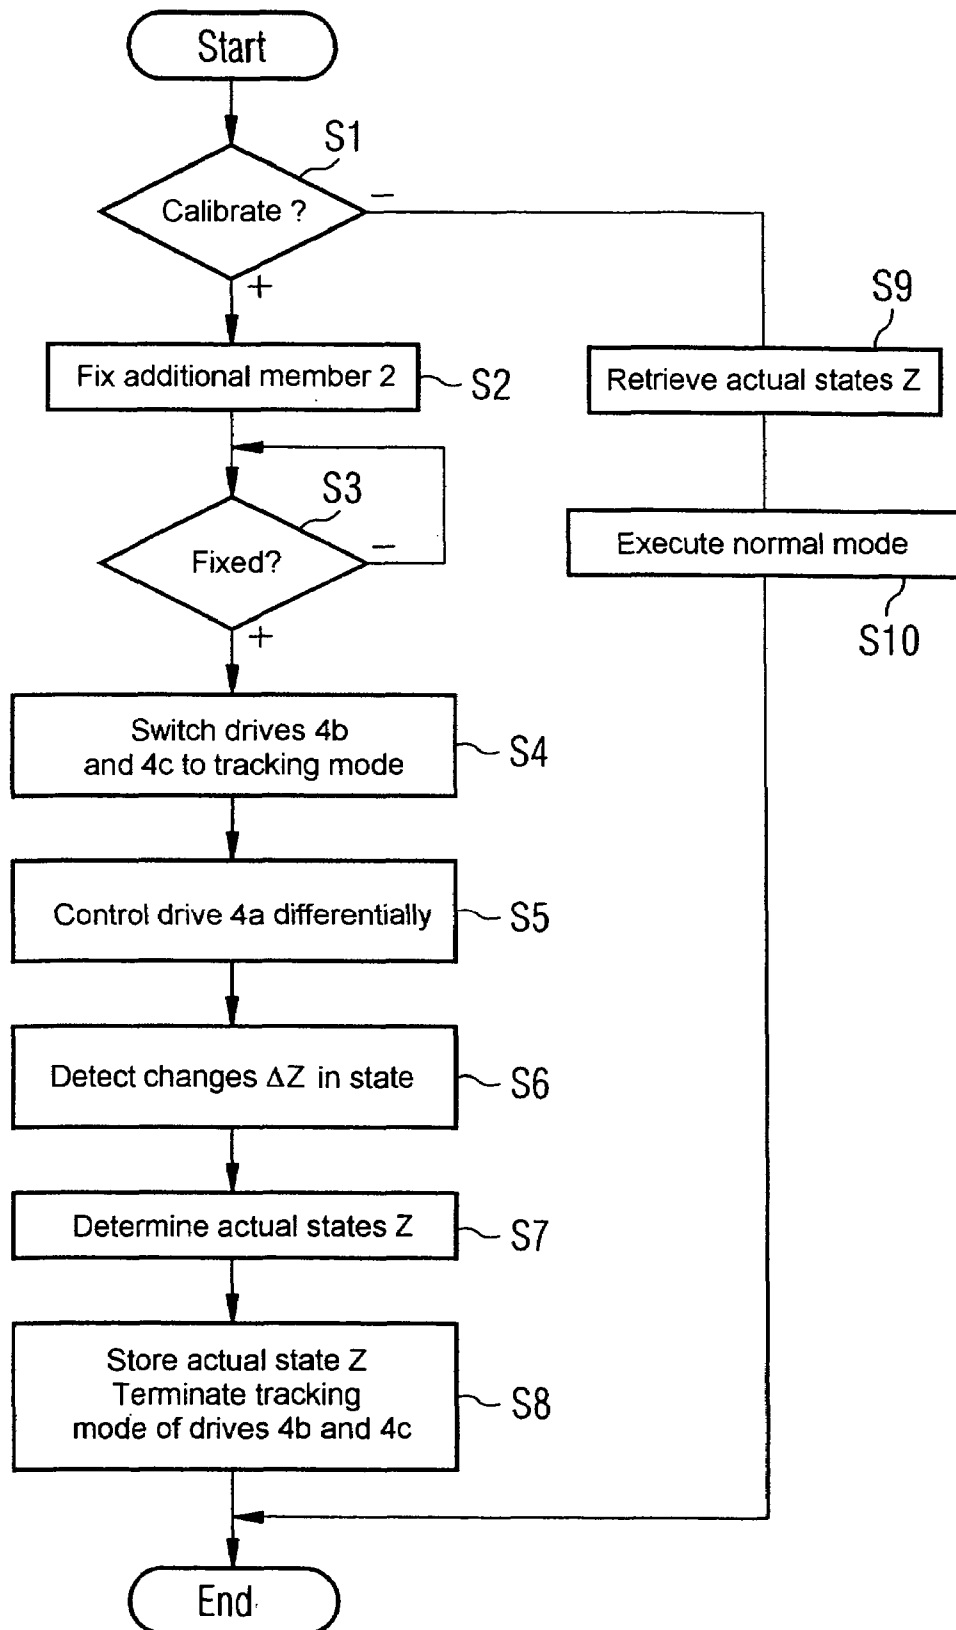 Start
S1
Calibrate ?
−
+
S9
Fix additional member 2
S2
Retrieve actual states Z
S3
Fixed?
−
+
Execute normal mode
S10
Switch drives 4b
and 4c to tracking mode
S4
Control drive 4a differentially
S5
Detect changes ΔZ in state
S6
Determine actual states Z
S7
Store actual state Z
Terminate tracking
mode of drives 4b and 4c
S8
End